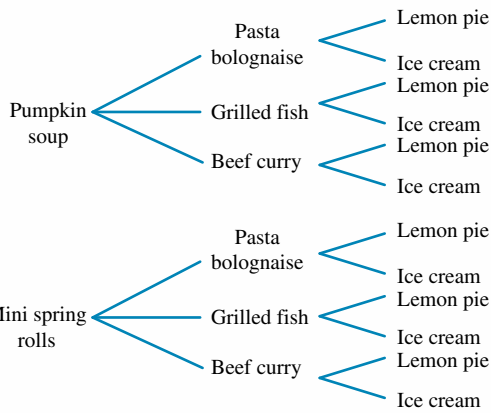 Lemon pie
Pasta
bolognaise
Ice cream
Lemon pie
Pumpkin
soup
Grilled fish
Ice cream
Lemon pie
Beef curry
Ice cream
Lemon pie
Pasta
bolognaise
Ice cream
Lemon pie
spring
rolls
Grilled fish
Ice cream
Lemon pie
Beef curry
Ice cream